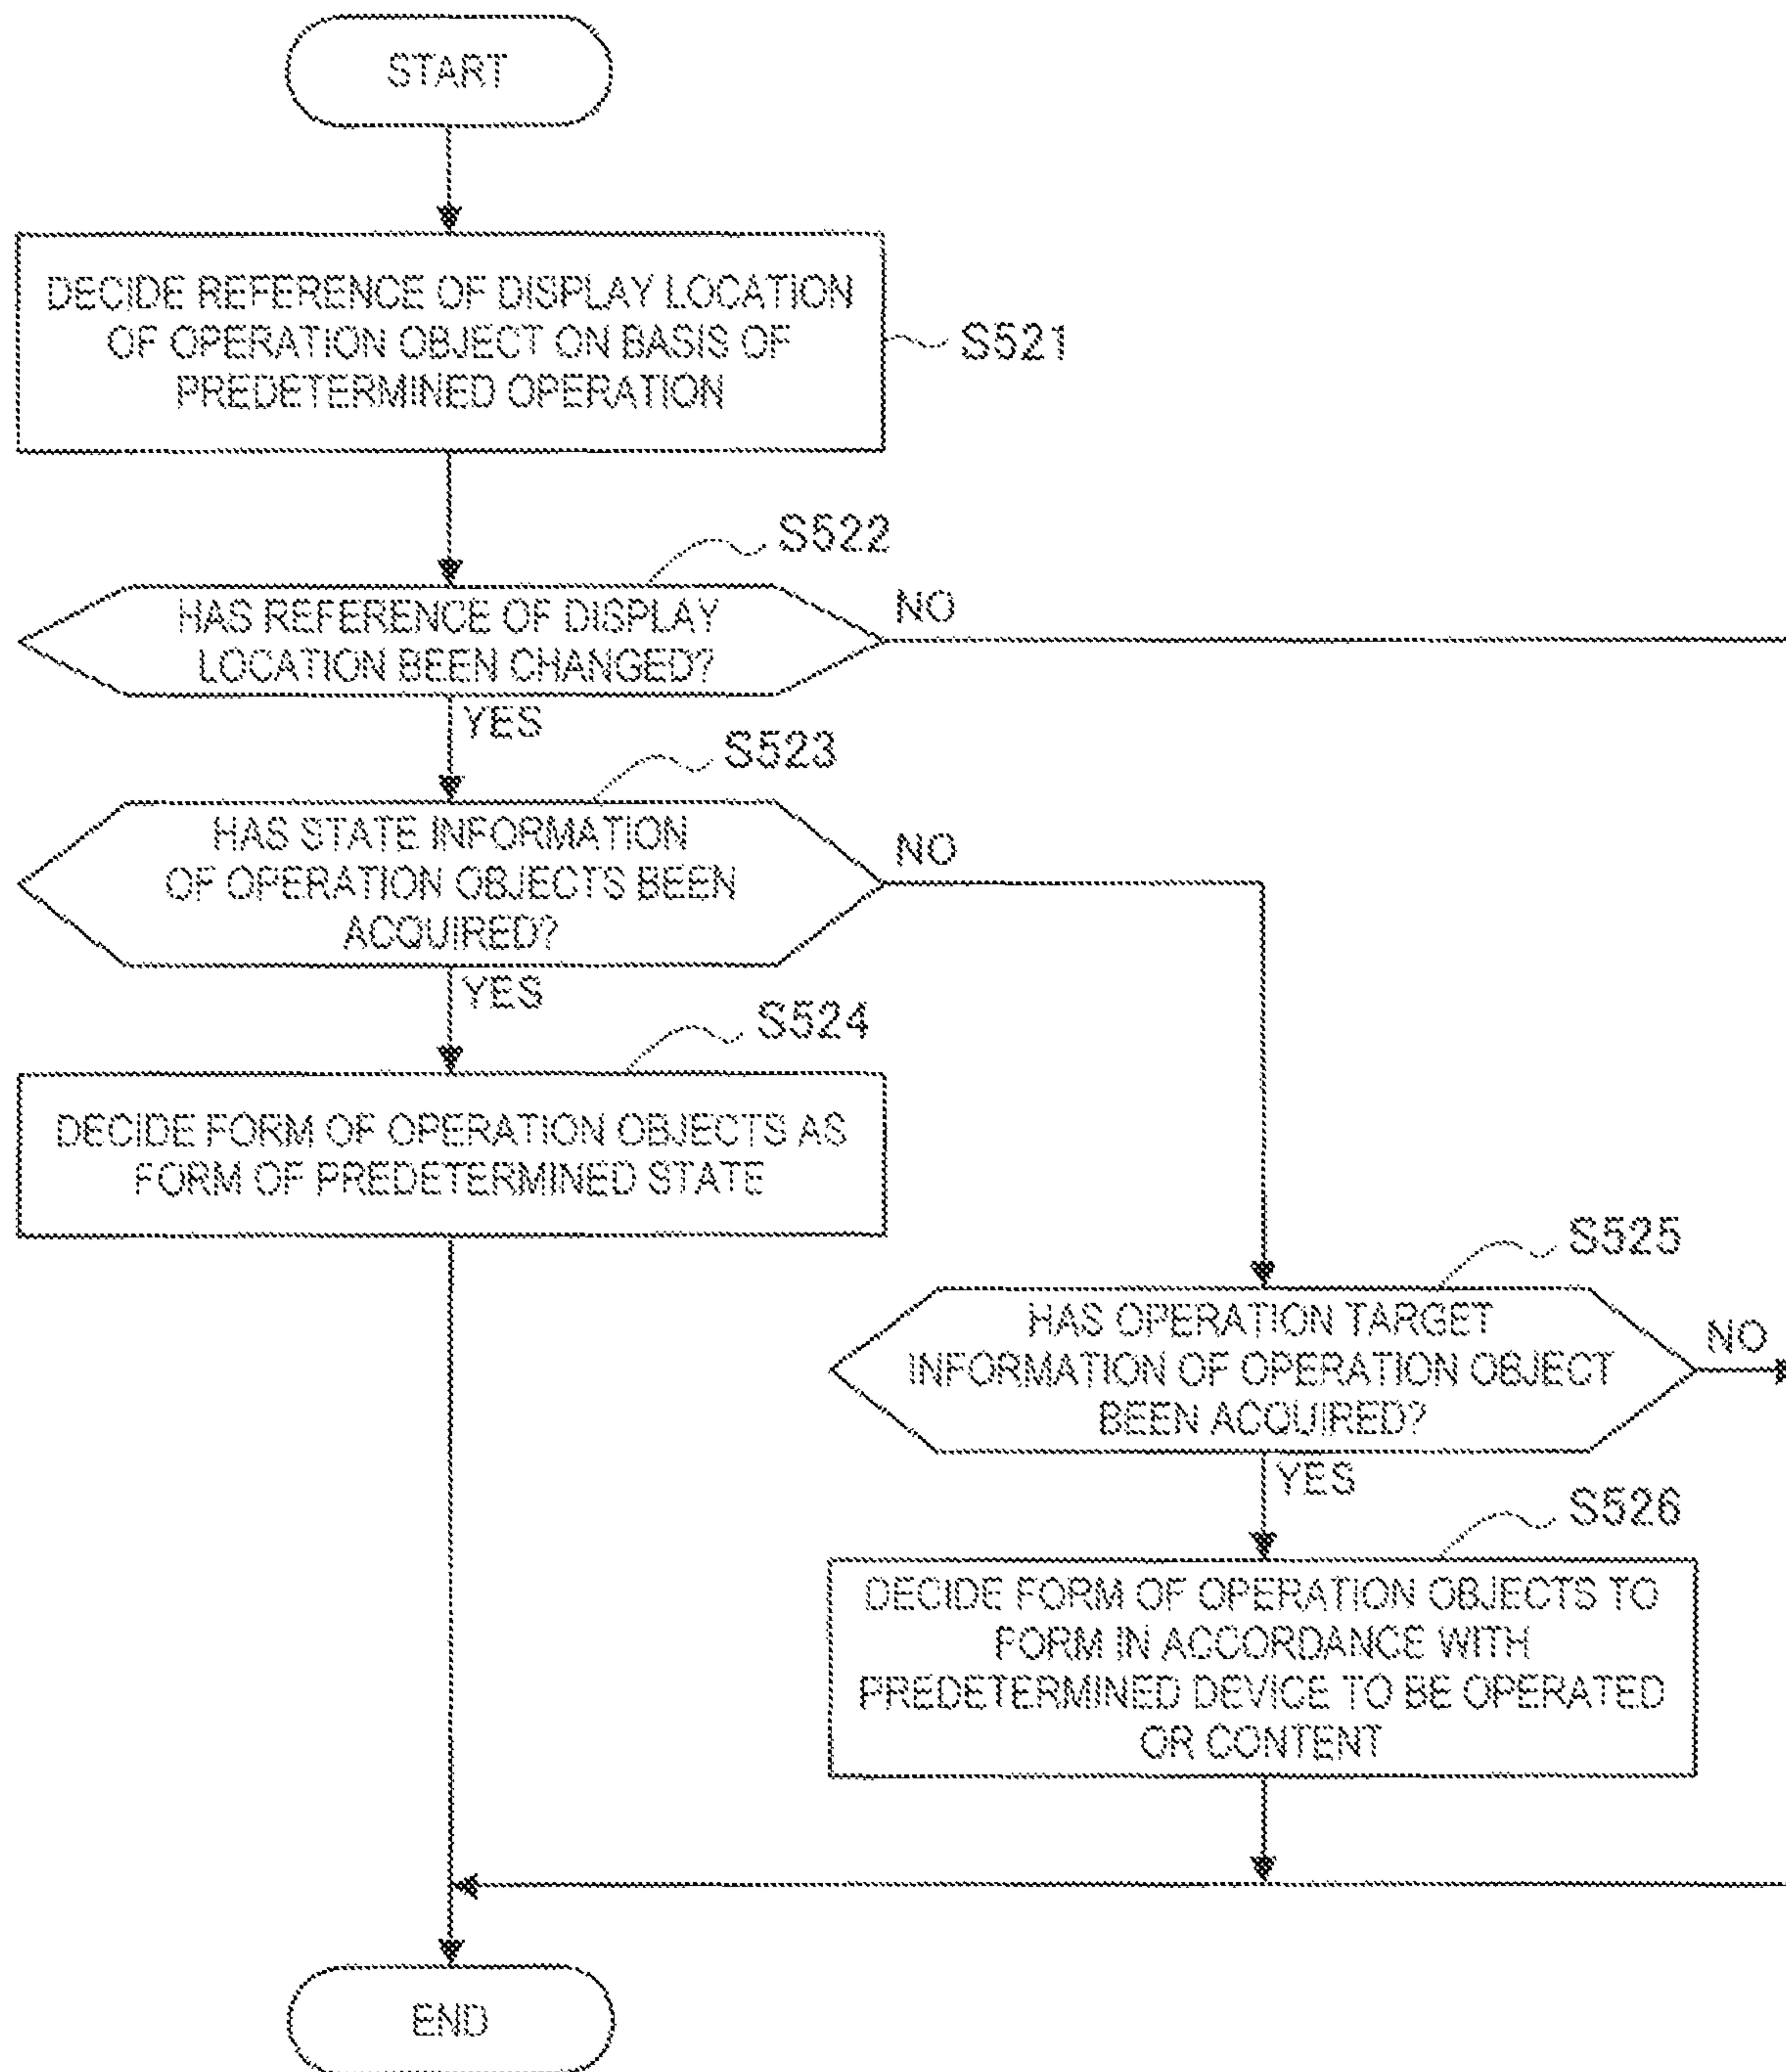 START
DECIDE REFERENCE OF DISPLAY LOCATION
OF OPERATION OBJECT ON BASIS OF
PREDETERMINED OPERATION
S521
S522
HAS REFERENCE OF DISPLAY
LOCATION BEEN CHANGED?
NO
YES
S523
HAS STATE INFORMATION
OF OPERATION OBJECTS BEEN
ACQUIRED?
NO
YES
S524
DECIDE FORM OF OPERATION OBJECTS AS
FORM OF PREDETERMINED STATE
S525
HAS OPERATION TARGET
INFORMATION OF OPERATION OBJECT
BEEN ACQUIRED?
NO
YES
S526
DECIDE FORM OF OPERATION OBJECTS TO
FORM IN ACCORDANCE WITH
PREDETERMINED DEVICE TO BE OPERATED
OR CONTENT
END